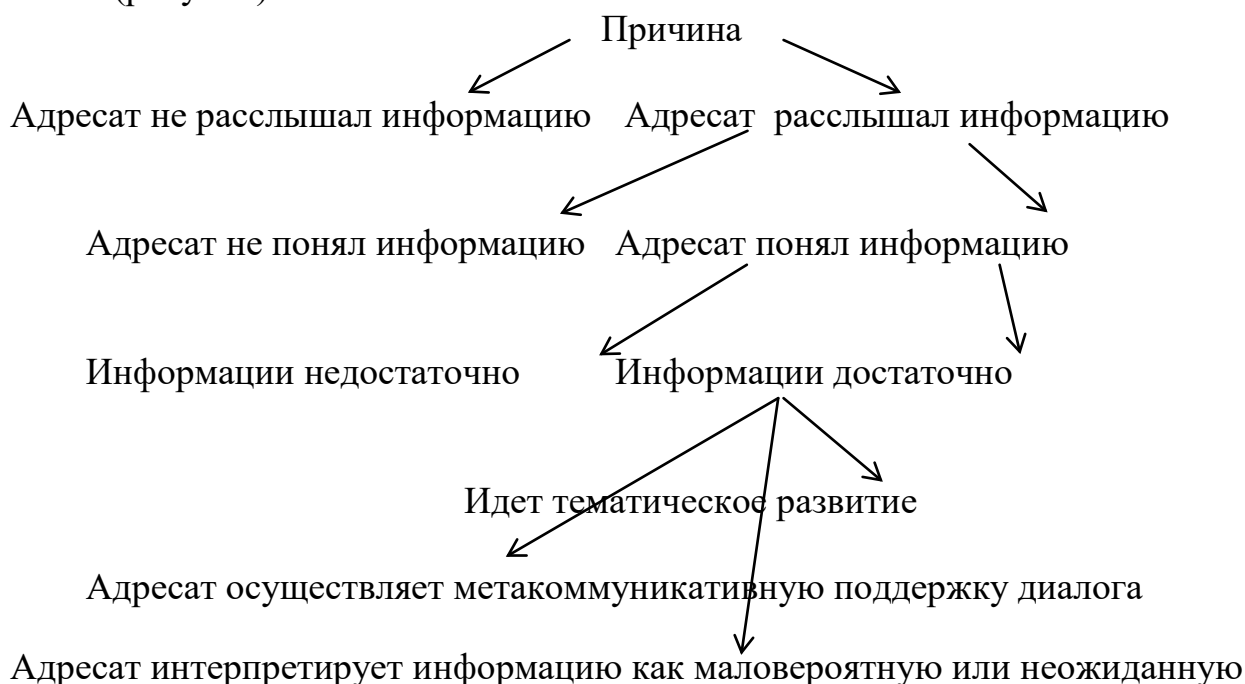 Причина
Адресат не расслышал информацию Адресат расслышал информацию
Адресат не понял информацию Адресат понял информацию
Информации недостаточно Информации достаточно
Идет тематическое развитие
Адресат осуществляет метакоммуникативную поддержку диалога
Адресат интерпретирует информацию как маловероятную или неожиданную